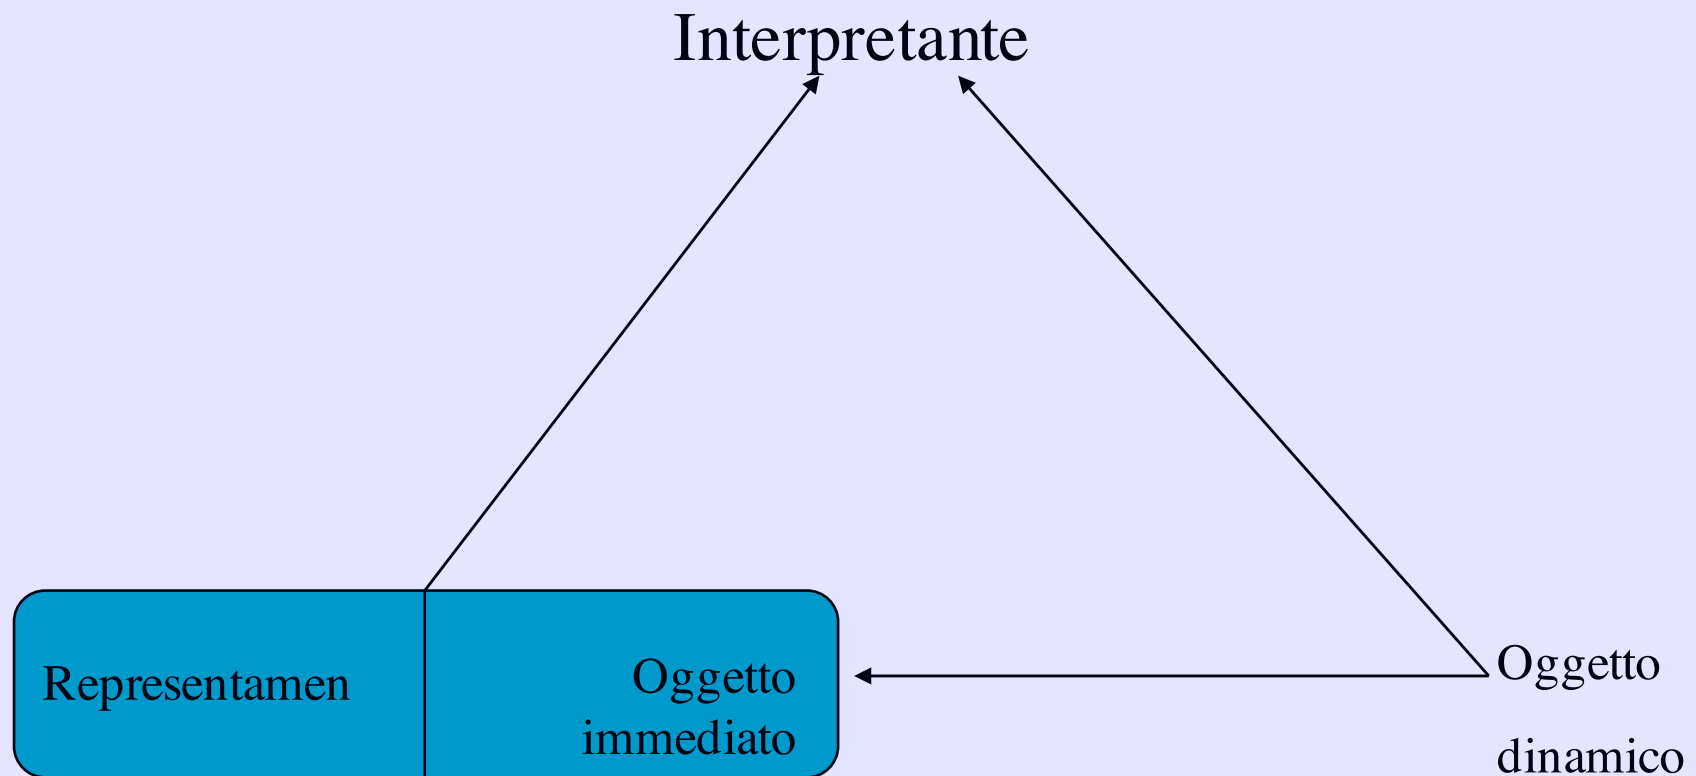 Interpretante
Representamen
Oggetto
immediato
Oggetto
dinamico